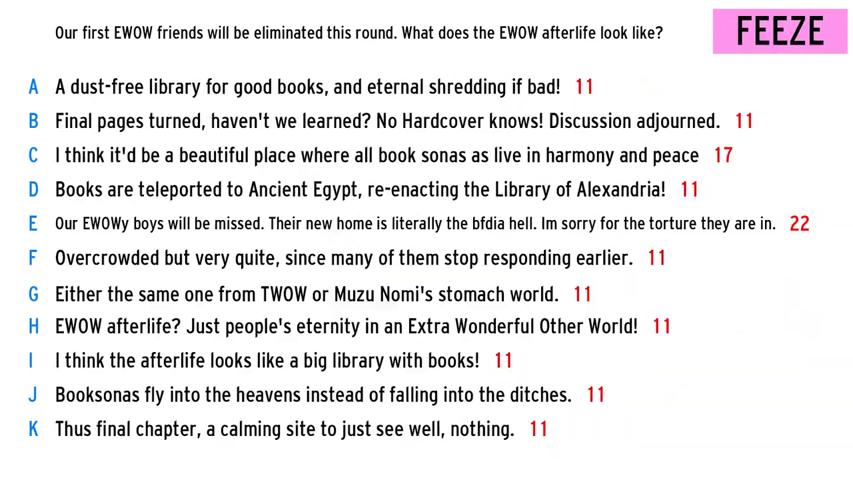 Our first EWOW friends will be eliminated this round. What does the EWOW afterlife look like?
FEEZE
A A dust-free library for good books, and eternal shredding if bad! 11
B Final pages turned, haven't we learned? No Hardcover knows! Discussion adjourned. 11
C I think it'd be a beautiful place where all book sonas as live in harmony and peace 17
D Books are teleported to Ancient Egypt, re-enacting the Library of Alexandria! 11
E Our EWOWy boys will be missed. Their new home is literally the bfdia hell. Im sorry for the torture they are in. 22
F Overcrowded but very quite, since many of them stop responding earlier. 11
G Either the same one from TWOW or Muzu Nomi's stomach world. 11
H EWOW afterlife? Just people's eternity in an Extra Wonderful Other World! 11
I I think the afterlife looks like a big library with books! 11
J Booksonas fly into the heavens instead of falling into the ditches. 11
K Thus final chapter, a calming site to just see well, nothing. 11